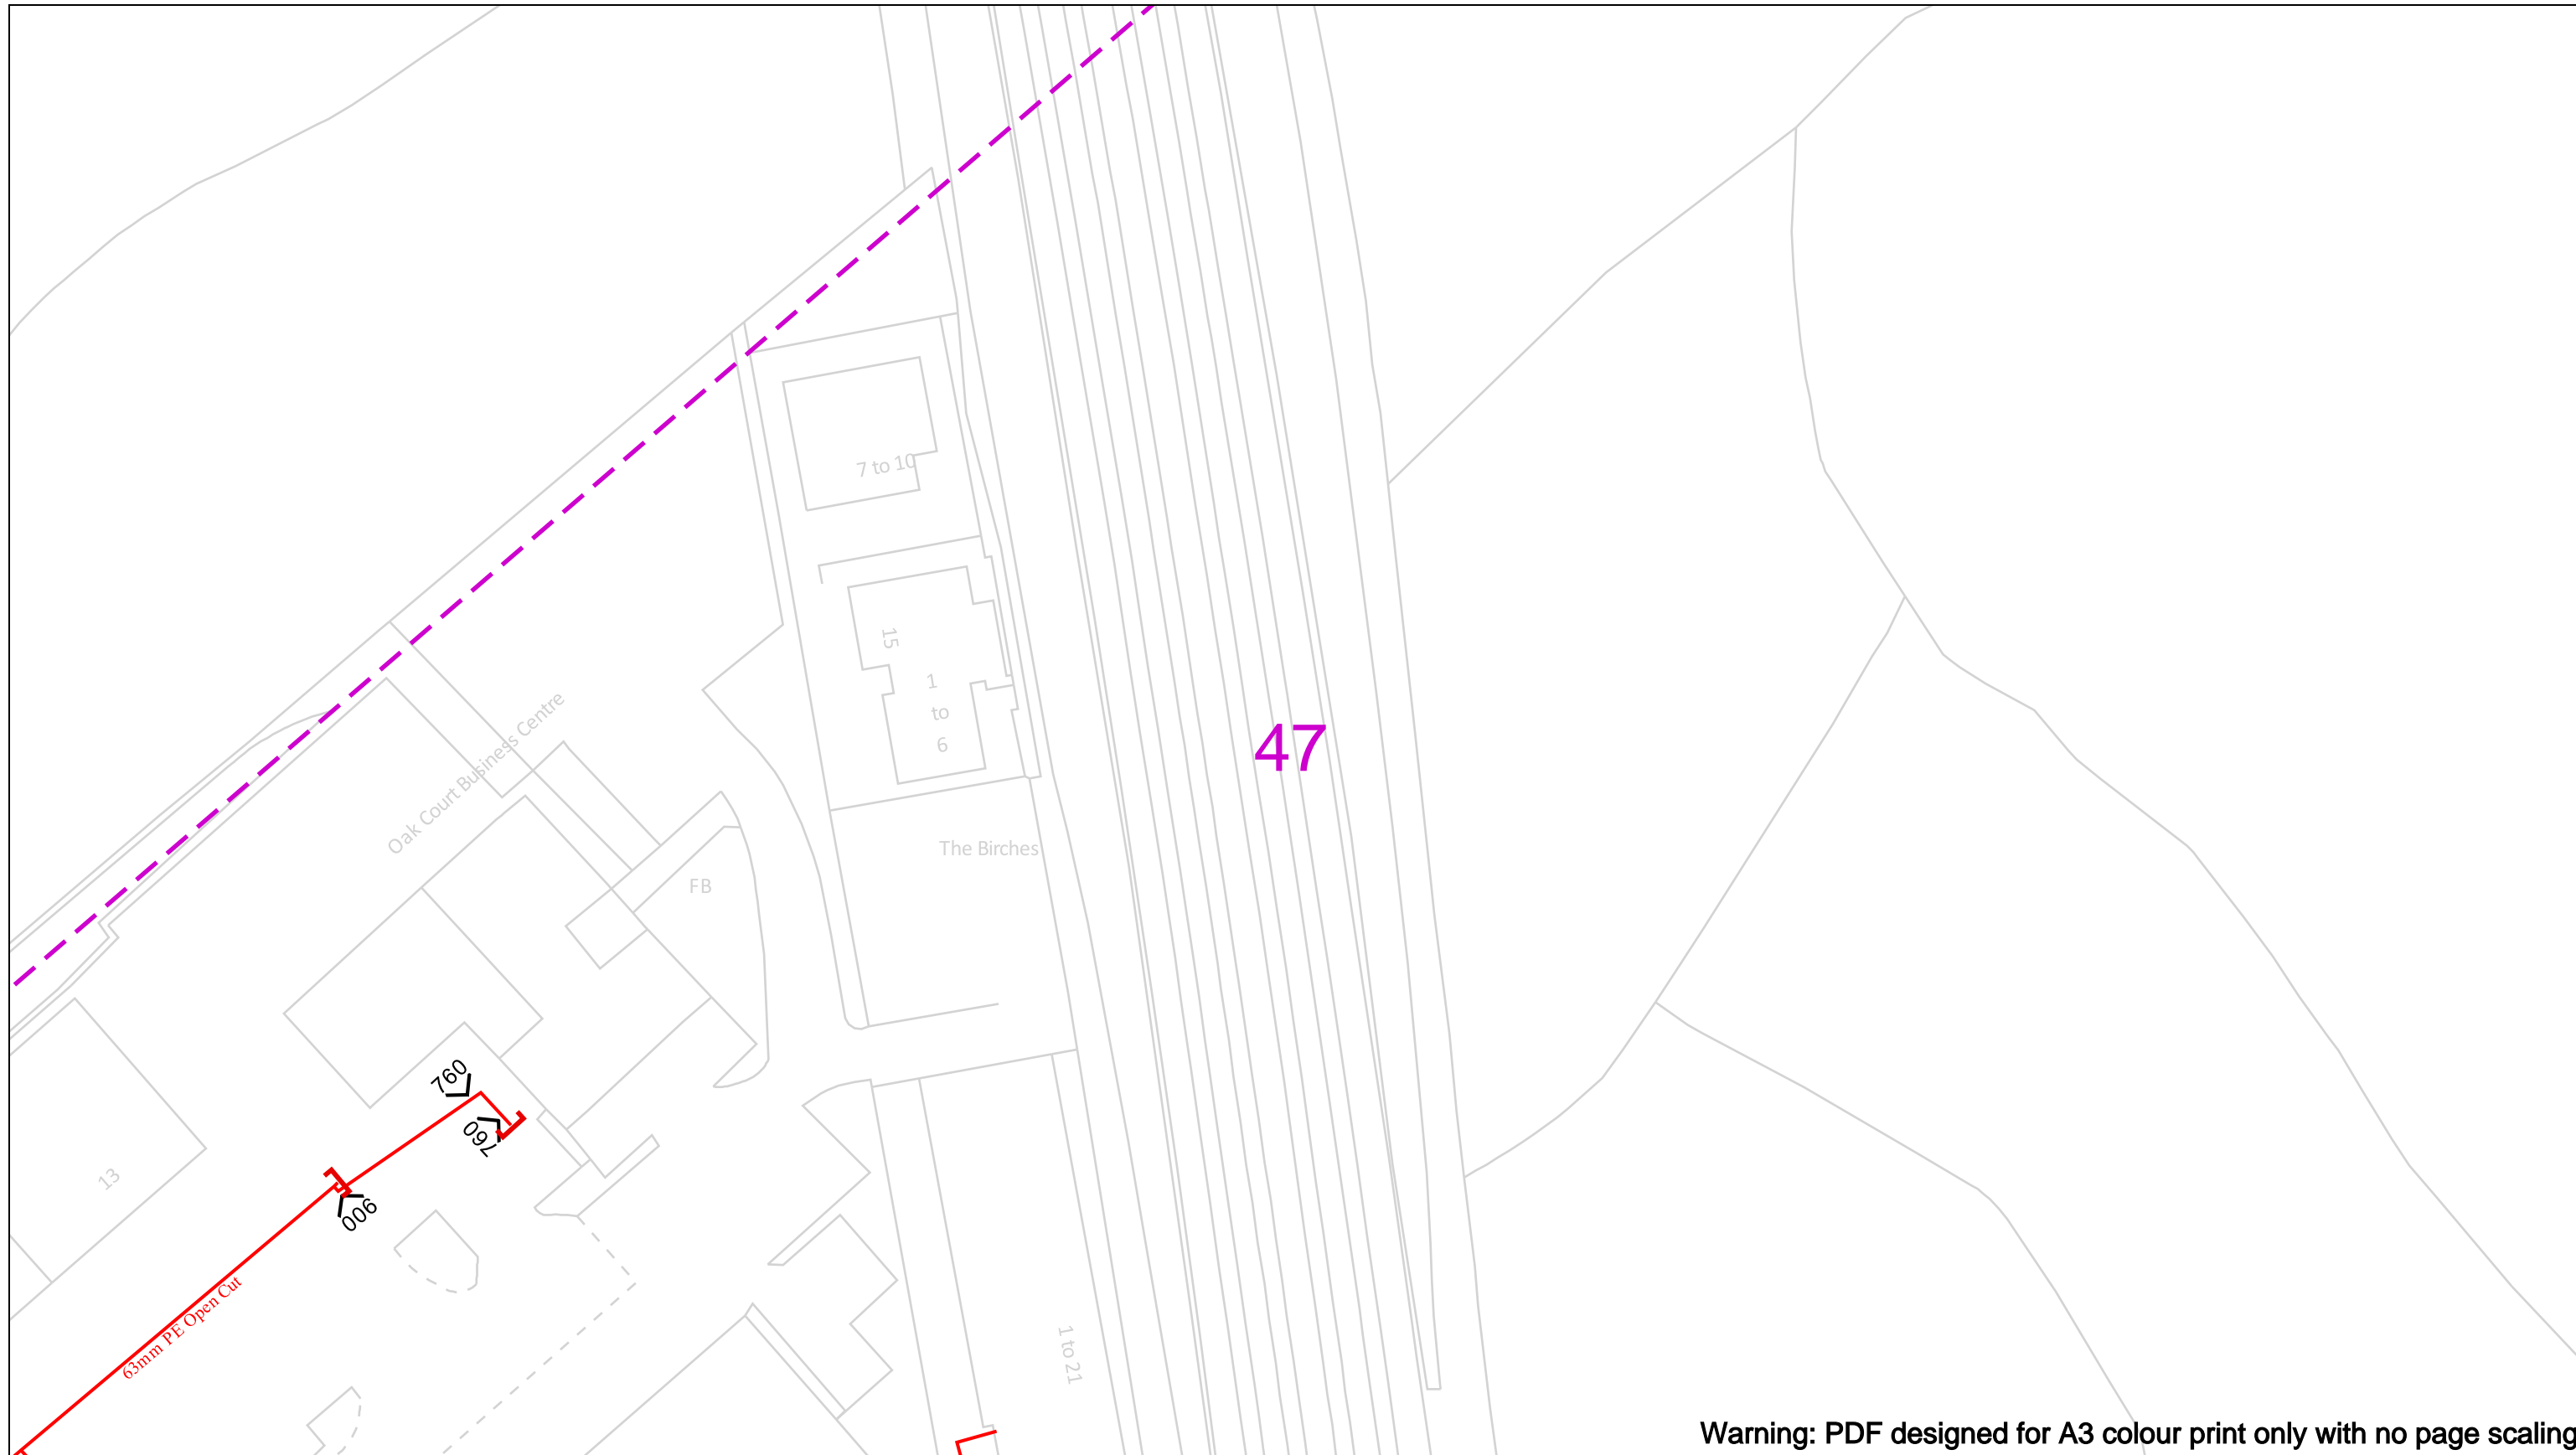 7 to 10
15
1
to
6
47
Oak Court Business Centre
The Birches
FB
760
760
13
900
63mm PE Open Cut
1 to 21
Warning: PDF designed for A3 colour print only with no page scaling